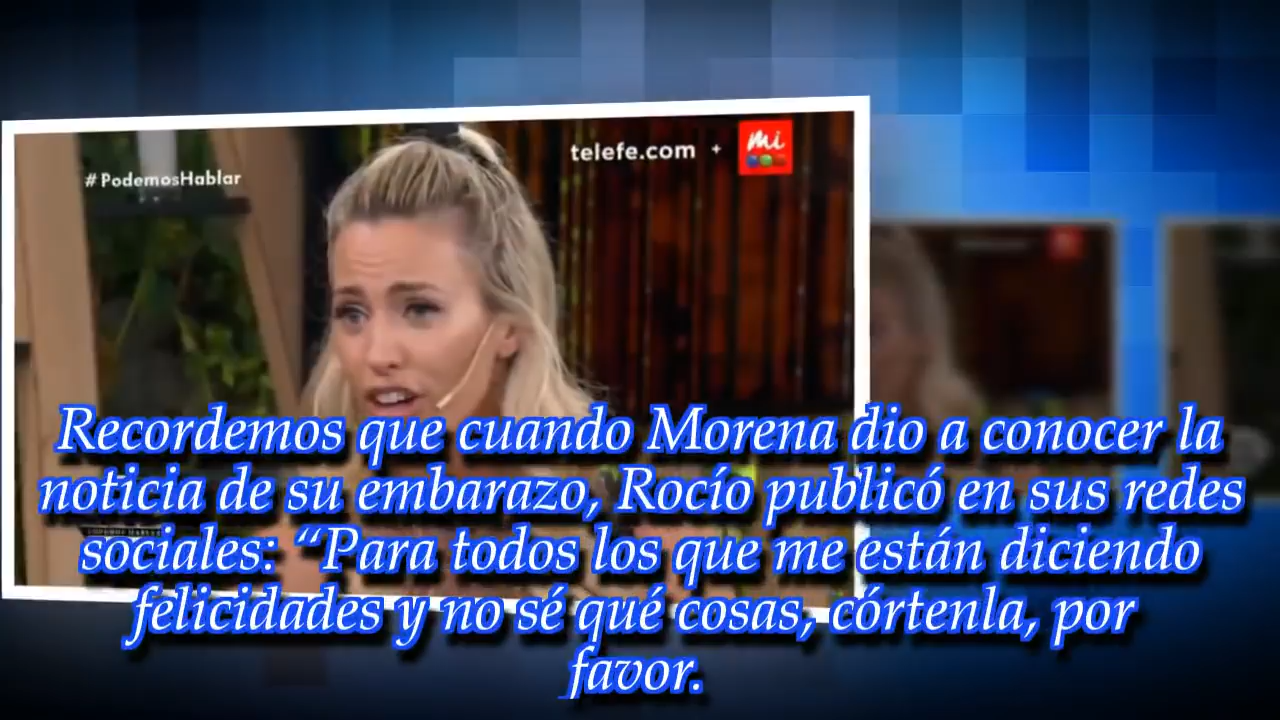 #PodemosHablar
telefe.com +
mi
Recordemos que cuando Morena dio a conocer la
noticia de su embarazo, Rocío publicó en sus redes
sociales: “Para todos los que me están diciendo
felicidades y no sé qué cosas, córtenla, por
favor.